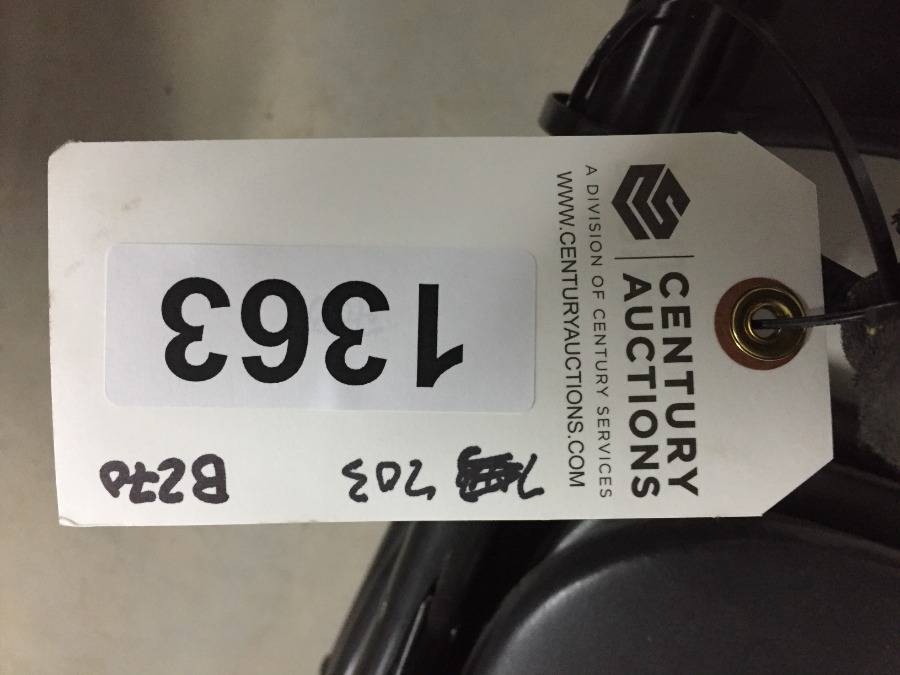 CENTURY
AUCTIONS
A DIVISION OF CENTURY SERVICES
WWW.CENTURYAUCTIONS.COM
1363
203
B270